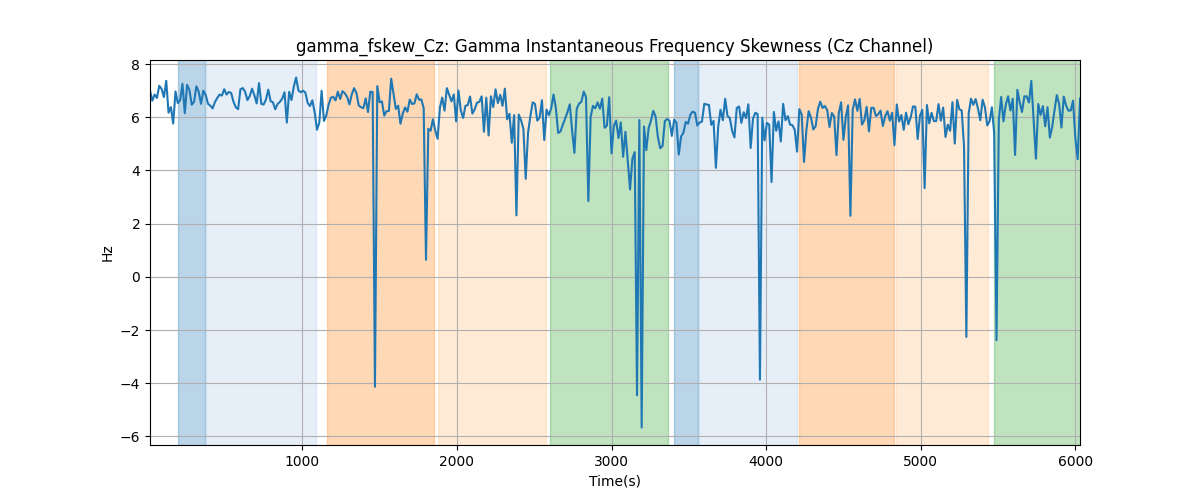 gamma_fskew_Cz: Gamma Instantaneous Frequency Skewness (Cz Channel)
8
6
4
2
0
−2
−4
−6
Hz
1000 2000 3000 4000 5000 6000
Time(s)